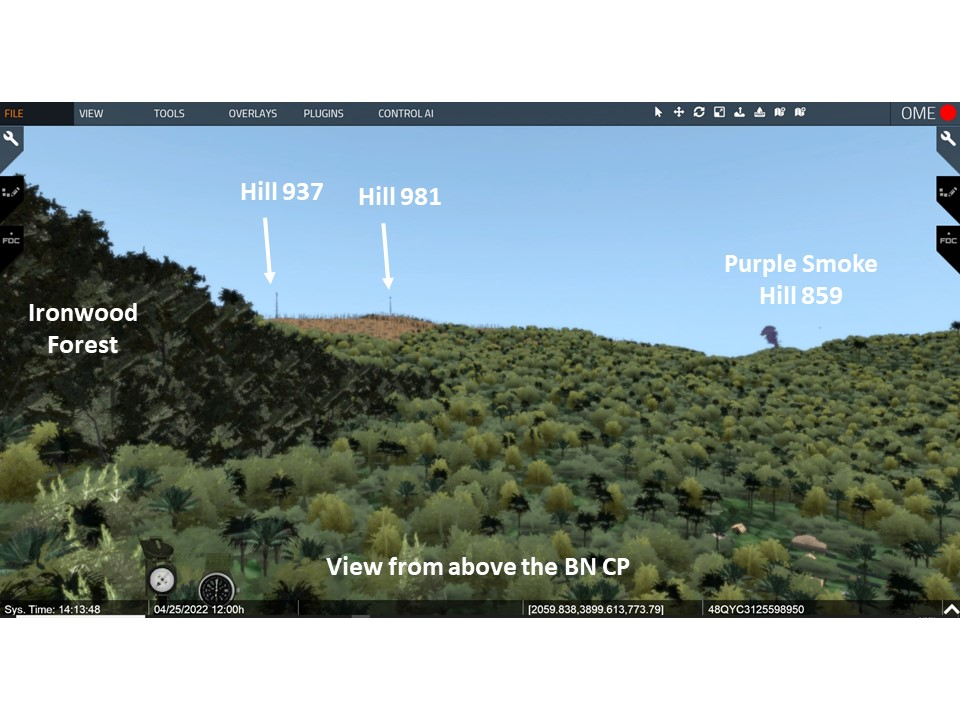 FILE
VIEW
TOOLS
OVERLAYS
PLUGINS
CONTROL AI
OME
FDC
FDC
Hill 937
Hill 981
Purple Smoke
Hill 859
Ironwood
Forest
View from above the BN CP
Sys. Time: 14:13:48
04/25/2022 12:00h
[2059.838,3899.613,773.79]
48QYC3125598950